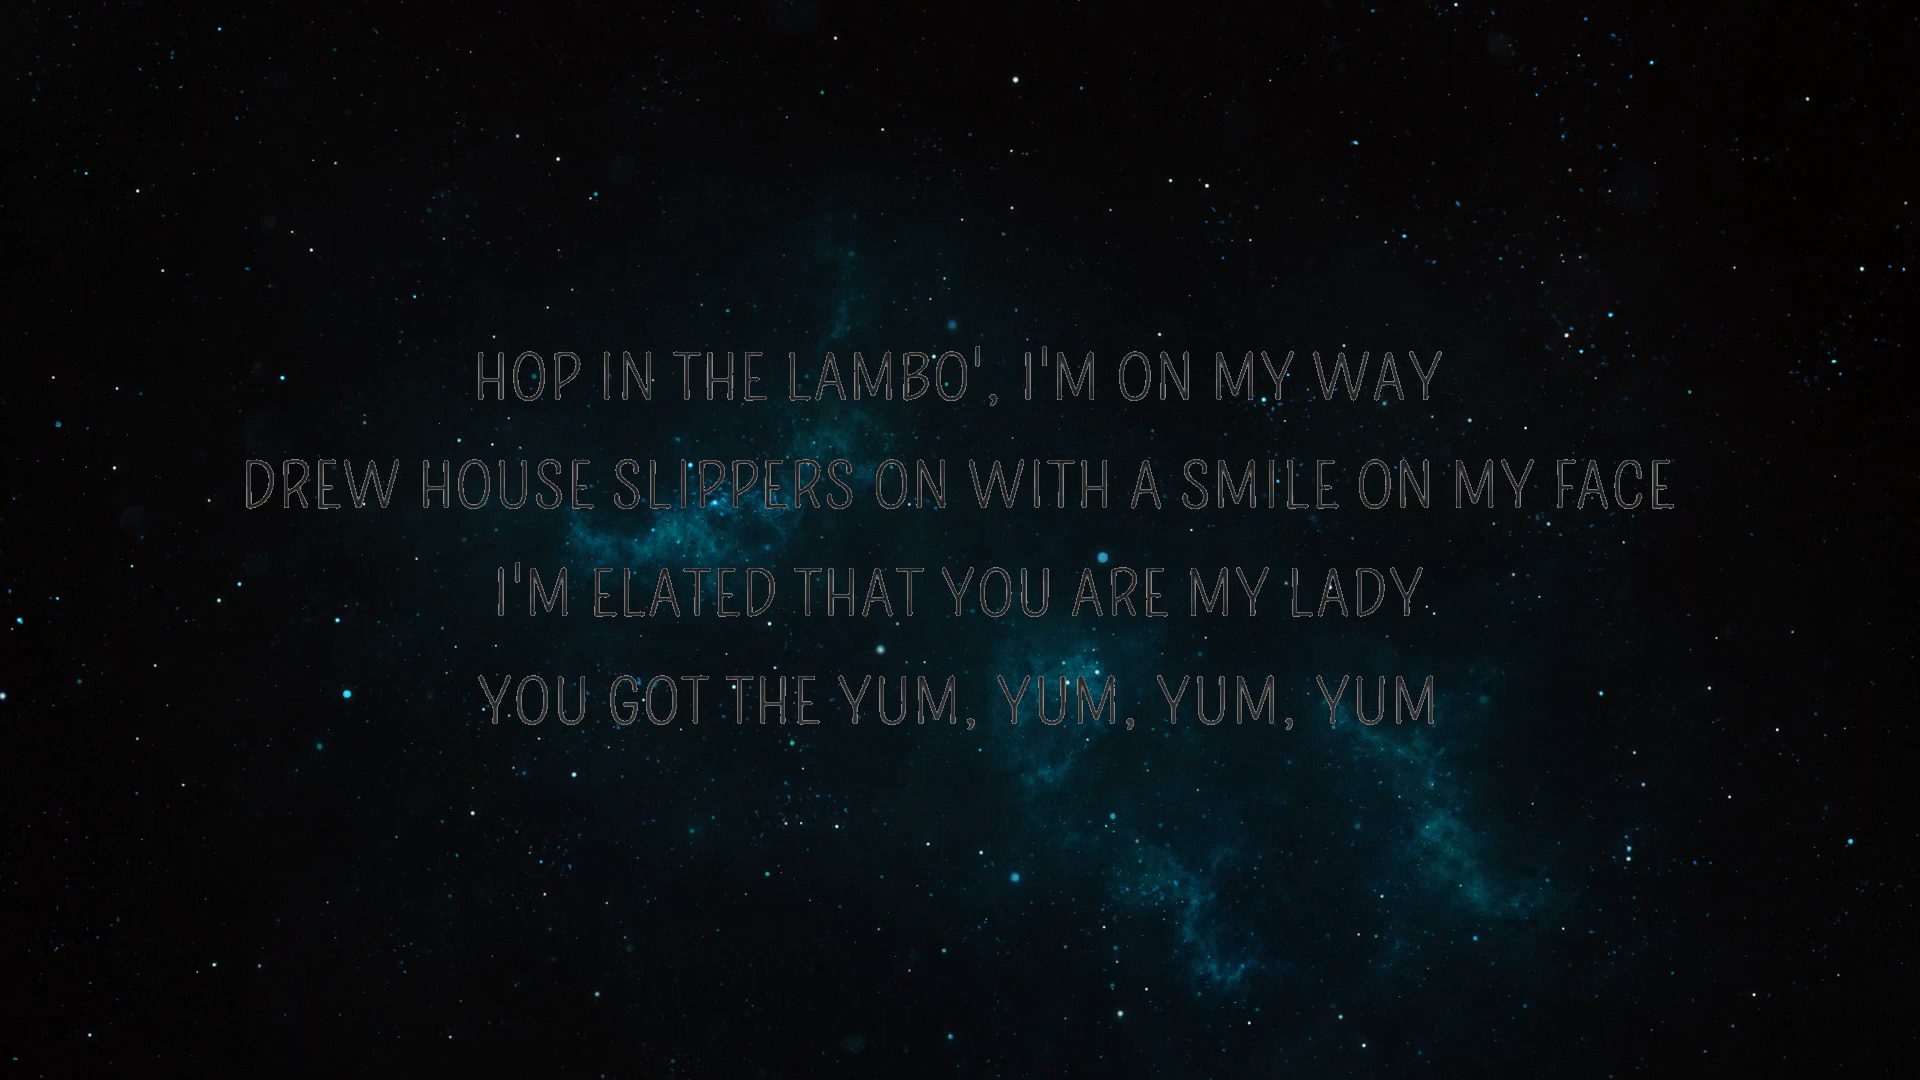 HOP IN THE LAMBO', I'M ON MY WAY
DREW HOUSE SLIPPERS ON WITH A SMILE ON MY FACE
I'M ELATED THAT YOU ARE MY LADY
YOU GOT THE YUM, YUM, YUM, YUM